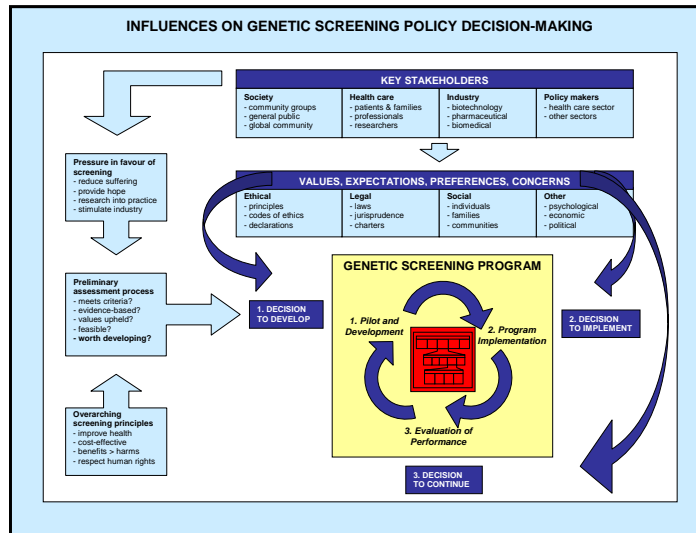 INFLUENCES ON GENETIC SCREENING POLICY DECISION-MAKING
KEY STAKEHOLDERS
Society
- community groups
- general public
- global community
Health care
- patients & families
- professionals
- researchers
Industry
- biotechnology
- pharmaceutical
- biomedical
Policy makers
- health care sector
- other sectors
Pressure in favour of
screening
- reduce suffering
- provide hope
- research into practice
- stimulate industry
VALUES, EXPECTATIONS, PREFERENCES, CONCERNS
Ethical
- principles
- codes of ethics
- declarations
Legal
- laws
- jurisprudence
- charters
Social
- individuals
- families
- communities
Other
- psychological
- economic
- political
Preliminary
assessment process
- meets criteria?
- evidence-based?
- values upheld?
- feasible?
- worth developing?
1. DECISION
TO DEVELOP
GENETIC SCREENING PROGRAM
1. Pilot and
Development
2. Program
Implementation
3. Evaluation of
Performance
2. DECISION
TO IMPLEMENT
Overarching
screening principles
- improve health
- cost-effective
- benefits > harms
- respect human rights
3. DECISION
TO CONTINUE